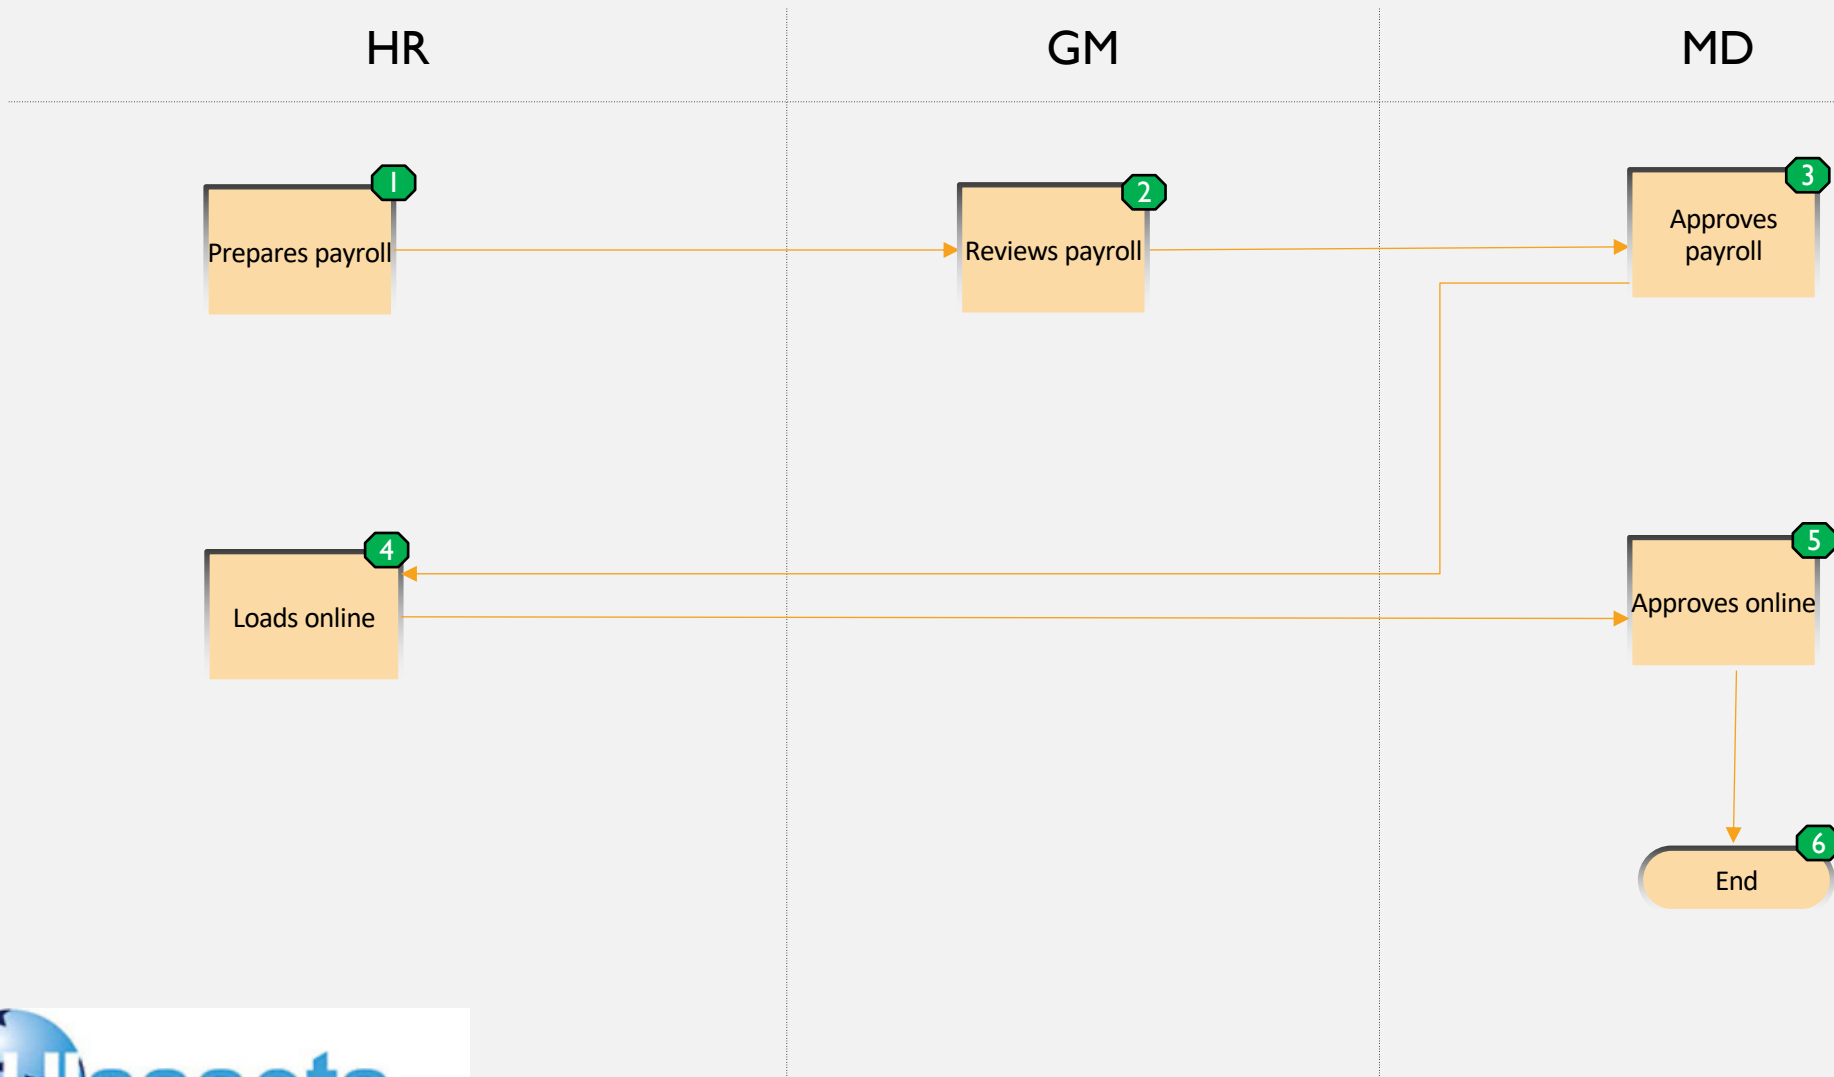 HR
GM
MD
1
Prepares payroll
2
Reviews payroll
3
Approves
payroll
4
Loads online
5
Approves online
6
End